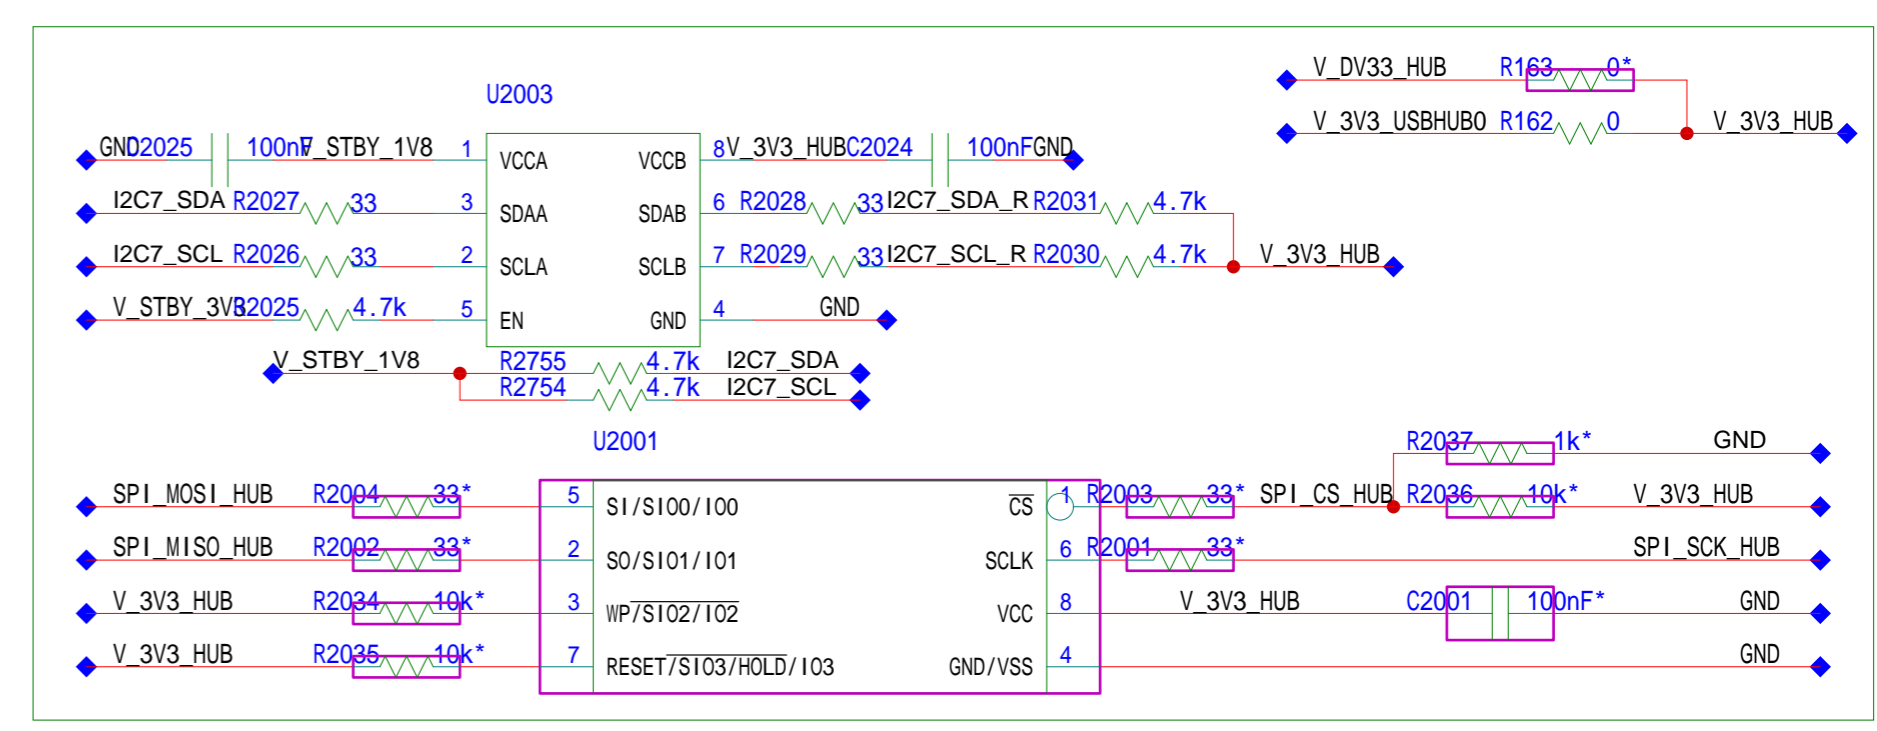 V_DV33_HUB R163 0*
U2003
V_3V3_USBHUB0 R162 0 V_3V3_HUB
GND C2025 100nF V_STBY_1V8 1 VCCA VCCB 8 V_3V3_HUB C2024 100nF GND
I2C7_SDA R2027 33 3 SDAA SDAB 6 R2028 33 I2C7_SDA_R R2031 4.7k
I2C7_SCL R2026 33 2 SCLA SCLB 7 R2029 33 I2C7_SCL_R R2030 4.7k V_3V3_HUB
V_STBY_3V3 R2025 4.7k 5 EN GND 4 GND
V_STBY_1V8 R2755 4.7k I2C7_SDA
R2754 4.7k I2C7_SCL
U2001
R2037 1k* GND
SPI_MOSI_HUB R2004 33* 5 SI/SIO0/IO0 CS 1 R2003 33* SPI_CS_HUB R2036 10k* V_3V3_HUB
SPI_MISO_HUB R2002 33* 2 SO/SIO1/IO1 SCLK 6 R2001 33* SPI_SCK_HUB
V_3V3_HUB R2034 10k* 3 WP/SIO2/IO2 VCC 8 V_3V3_HUB C2001 100nF* GND
V_3V3_HUB R2035 10k* 7 RESET/SIO3/HOLD/IO3 GND/VSS 4 GND